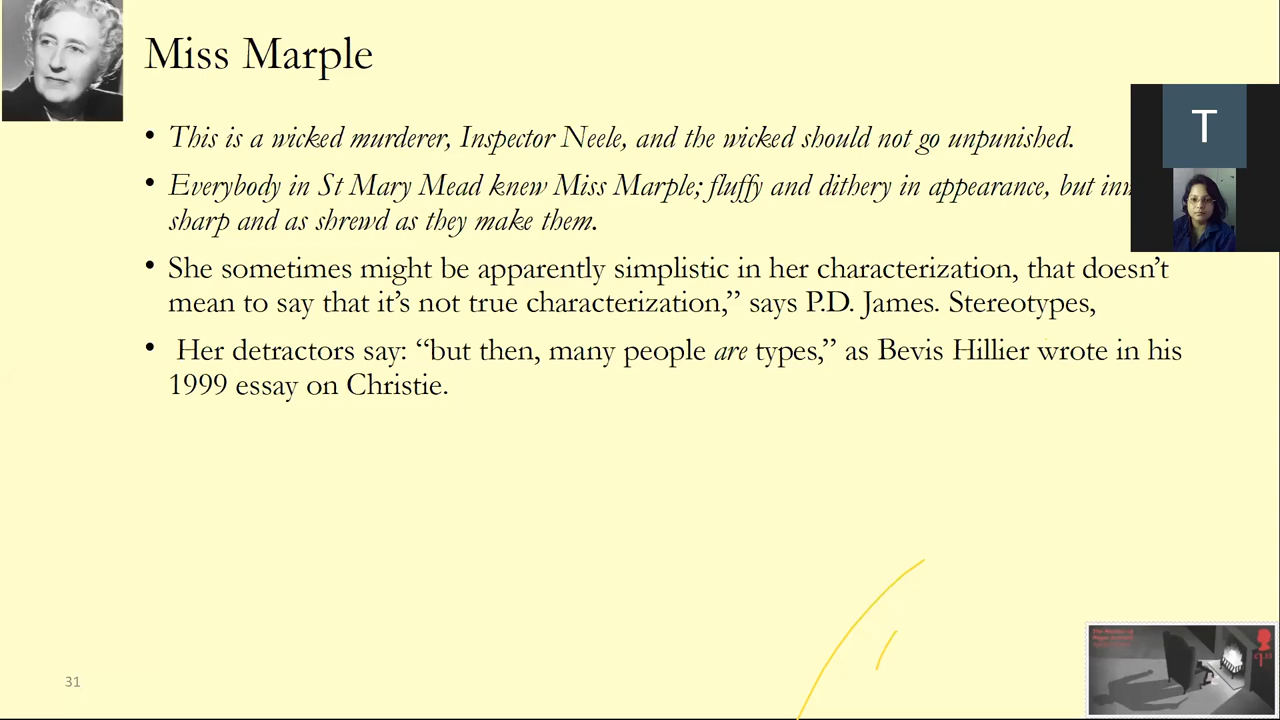 Miss Marple
• This is a wicked murderer, Inspector Neele, and the wicked should not go unpunished.
• Everybody in St Mary Mead knew Miss Marple; fluffy and dithery in appearance, but
sharp and as shrewd as they make them.
• She sometimes might be apparently simplistic in her characterization, that doesn’t
mean to say that it’s not true characterization,” says P.D. James. Stereotypes,
• Her detractors say: “but then, many people are types,” as Bevis Hillier wrote in his
1999 essay on Christie.
T
31